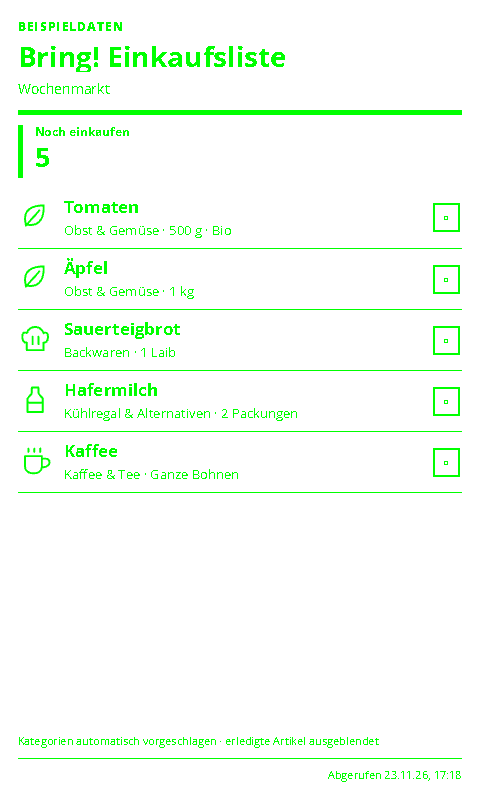 BEISPIELDATEN
Bring! Einkaufsliste
Wochenmarkt
Noch einkaufen
5
Tomaten
Obst & Gemüse · 500 g · Bio
Äpfel
Obst & Gemüse · 1 kg
Sauerteigbrot
Backwaren · 1 Laib
Hafermilch
Kühlregal & Alternativen · 2 Packungen
Kaffee
Kaffee & Tee · Ganze Bohnen
Kategorien automatisch vorgeschlagen · erledigte Artikel ausgeblendet
Abgerufen 23.11.26, 17:18